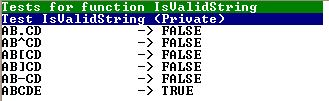 Tests for function IsValidString
Test IsValidString (Private)
AB.CD -> FALSE
AB^CD -> FALSE
AB[CD -> FALSE
AB]CD -> FALSE
AB-CD -> FALSE
ABCDE -> TRUE